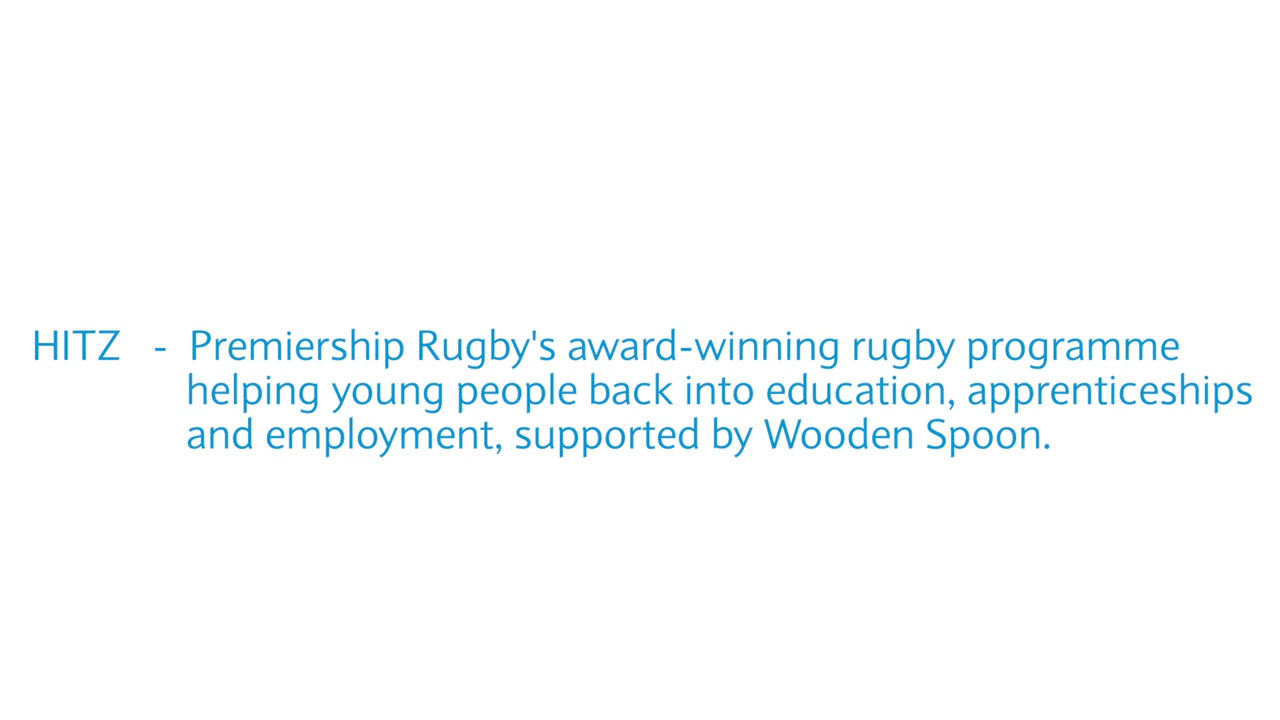 HITZ - Premiership Rugby's award-winning rugby programme
helping young people back into education, apprenticeships
and employment, supported by Wooden Spoon.